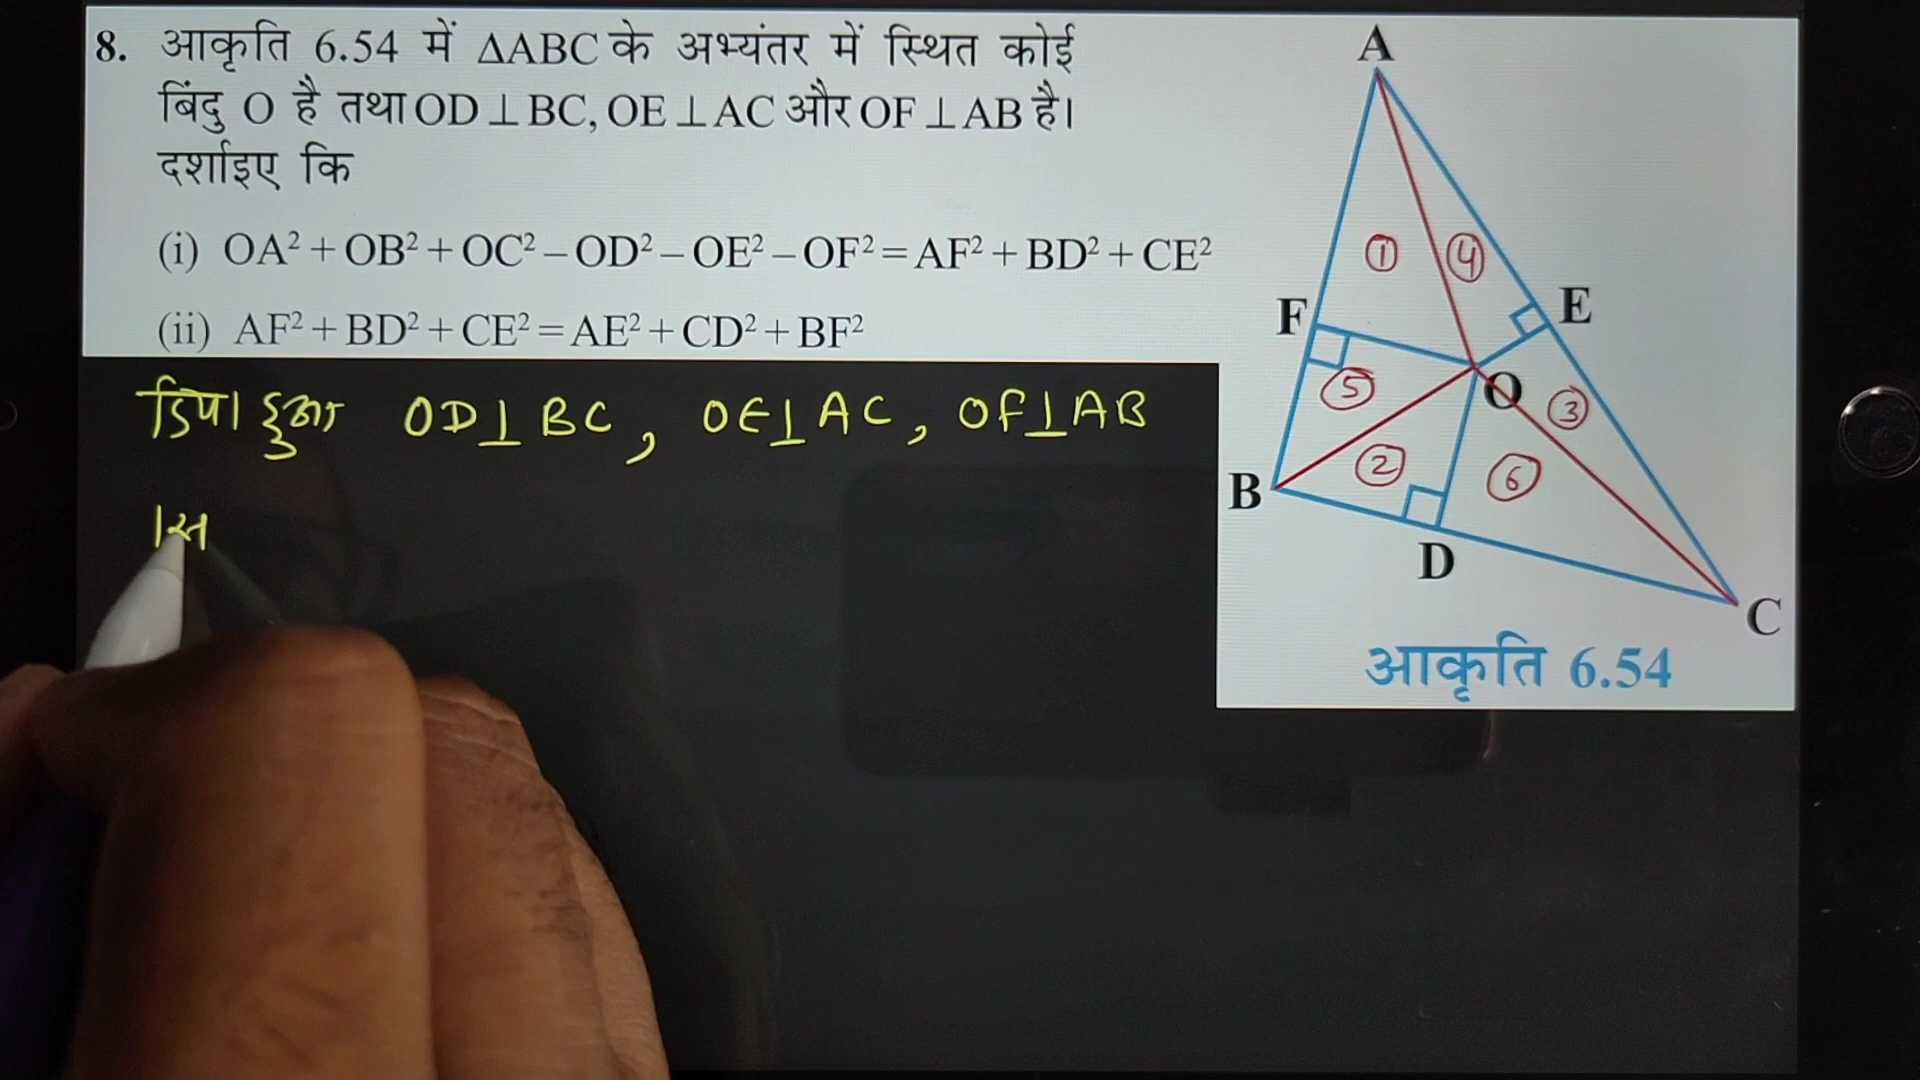 8. आकृति 6.54 में ΔABC के अभ्यंतर में स्थित कोई
बिंदु O है तथा OD ⊥ BC, OE ⊥ AC और OF ⊥ AB है।
दर्शाइए कि
(i) OA² + OB² + OC² – OD² – OE² – OF² = AF² + BD² + CE²
(ii) AF² + BD² + CE² = AE² + CD² + BF²
OD ⊥ BC, OE ⊥ AC, OF ⊥ AB
A
① ④
F
E
⑤
O
③
B
②
⑥
D
C
आकृति 6.54